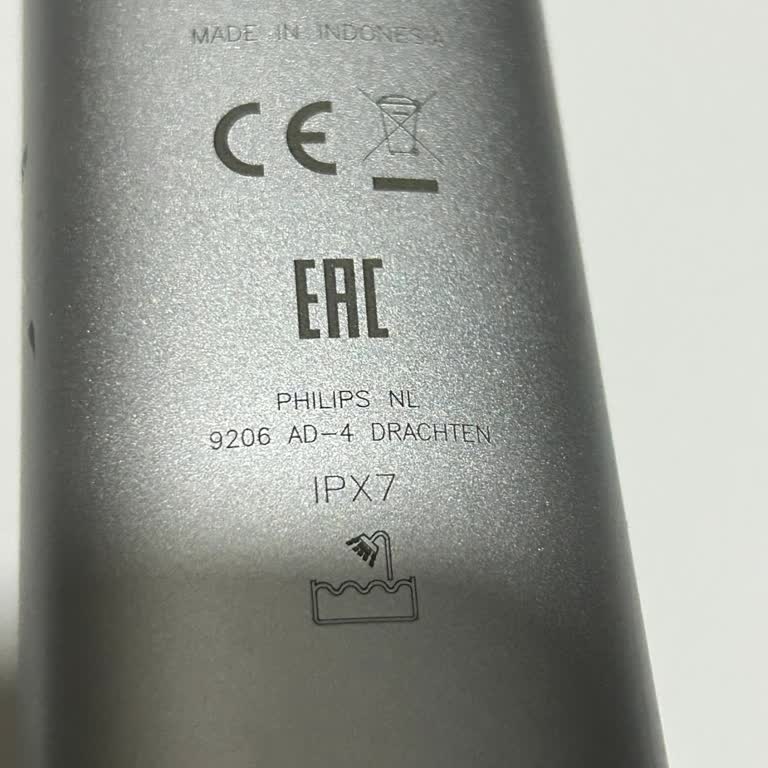 MADE IN INDONESIA
CE
EAC
PHILIPS NL
9206 AD-4 DRACHTEN
IPX7